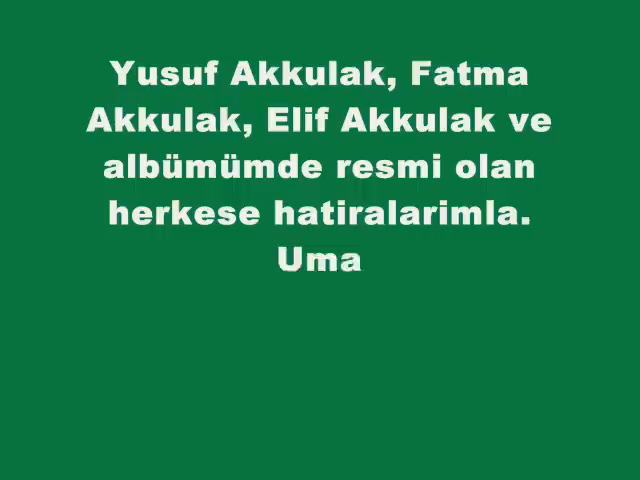 Yusuf Akkulak, Fatma
Akkulak, Elif Akkulak ve
albümümde resmi olan
herkese hatiralarimla.
Uma